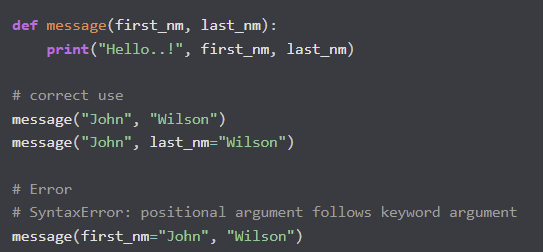 def message(first_nm, last_nm):
    print("Hello..!", first_nm, last_nm)
# correct use
message("John", "Wilson")
message("John", last_nm="Wilson")
# Error
# SyntaxError: positional argument follows keyword argument
message(first_nm="John", "Wilson")